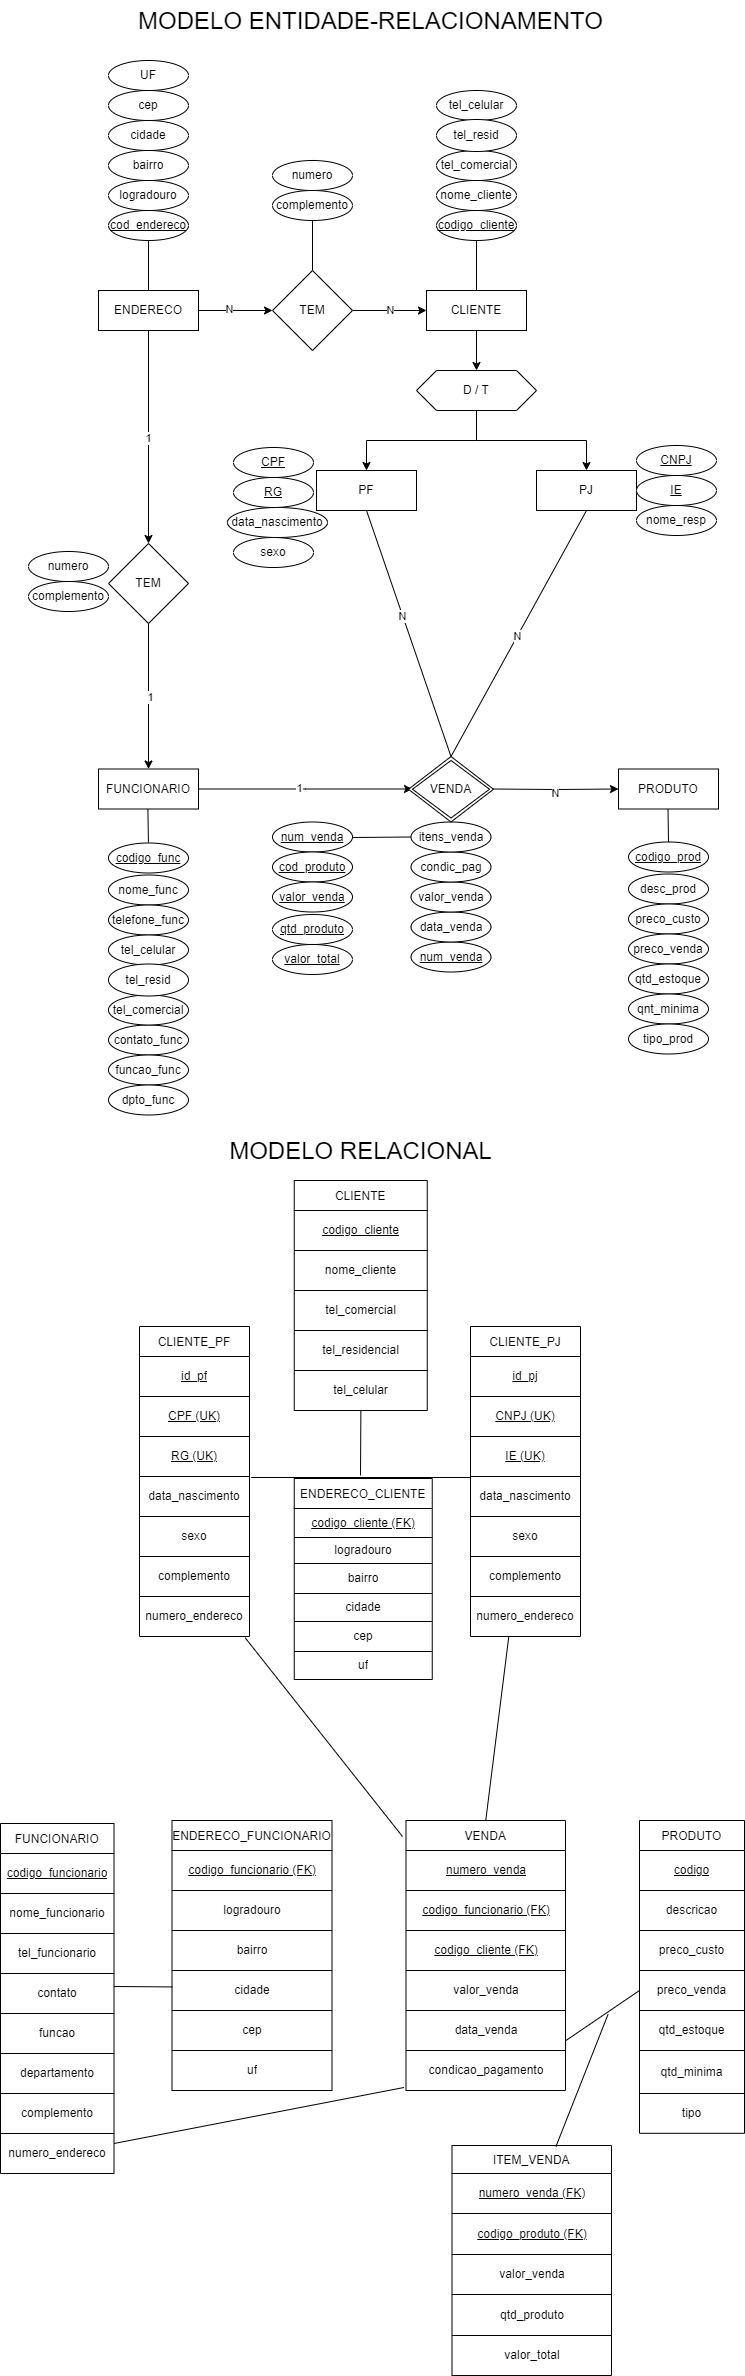 MODELO ENTIDADE-RELACIONAMENTO
UF
cep
cidade
bairro
logradouro
cod_endereco
numero
complemento
tel_celular
tel_resid
tel_comercial
nome_cliente
codigo_cliente
ENDERECO
N
TEM
N
CLIENTE
D / T
1
CPF
RG
data_nascimento
sexo
PF
PJ
CNPJ
IE
nome_resp
numero
complemento
TEM
N
N
1
FUNCIONARIO
1
VENDA
N
PRODUTO
codigo_func
nome_func
telefone_func
tel_celular
tel_resid
tel_comercial
contato_func
funcao_func
dpto_func
num_venda
cod_produto
valor_venda
qtd_produto
valor_total
itens_venda
condic_pag
valor_venda
data_venda
num_venda
codigo_prod
desc_prod
preco_custo
preco_venda
qtd_estoque
qnt_minima
tipo_prod
MODELO RELACIONAL
CLIENTE
codigo_cliente
nome_cliente
tel_comercial
tel_residencial
tel_celular
CLIENTE_PF
id_pf
CPF (UK)
RG (UK)
data_nascimento
sexo
complemento
numero_endereco
CLIENTE_PJ
id_pj
CNPJ (UK)
IE (UK)
data_nascimento
sexo
complemento
numero_endereco
ENDERECO_CLIENTE
codigo_cliente (FK)
logradouro
bairro
cidade
cep
uf
FUNCIONARIO
codigo_funcionario
nome_funcionario
tel_funcionario
contato
funcao
departamento
complemento
numero_endereco
ENDERECO_FUNCIONARIO
codigo_funcionario (FK)
logradouro
bairro
cidade
cep
uf
VENDA
numero_venda
codigo_funcionario (FK)
codigo_cliente (FK)
valor_venda
data_venda
condicao_pagamento
PRODUTO
codigo
descricao
preco_custo
preco_venda
qtd_estoque
qtd_minima
tipo
ITEM_VENDA
numero_venda (FK)
codigo_produto (FK)
valor_venda
qtd_produto
valor_total